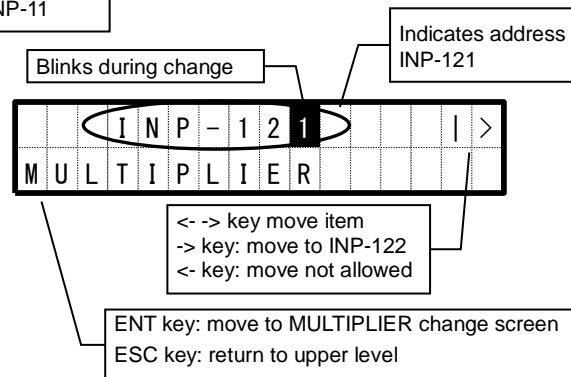 NP-11
Indicates address
INP-121
Blinks during change
INP-121 |>
MULTIPLIER
<- --> key move item
-> key: move to INP-122
<- key: move not allowed
ENT key: move to MULTIPLIER change screen
ESC key: return to upper level